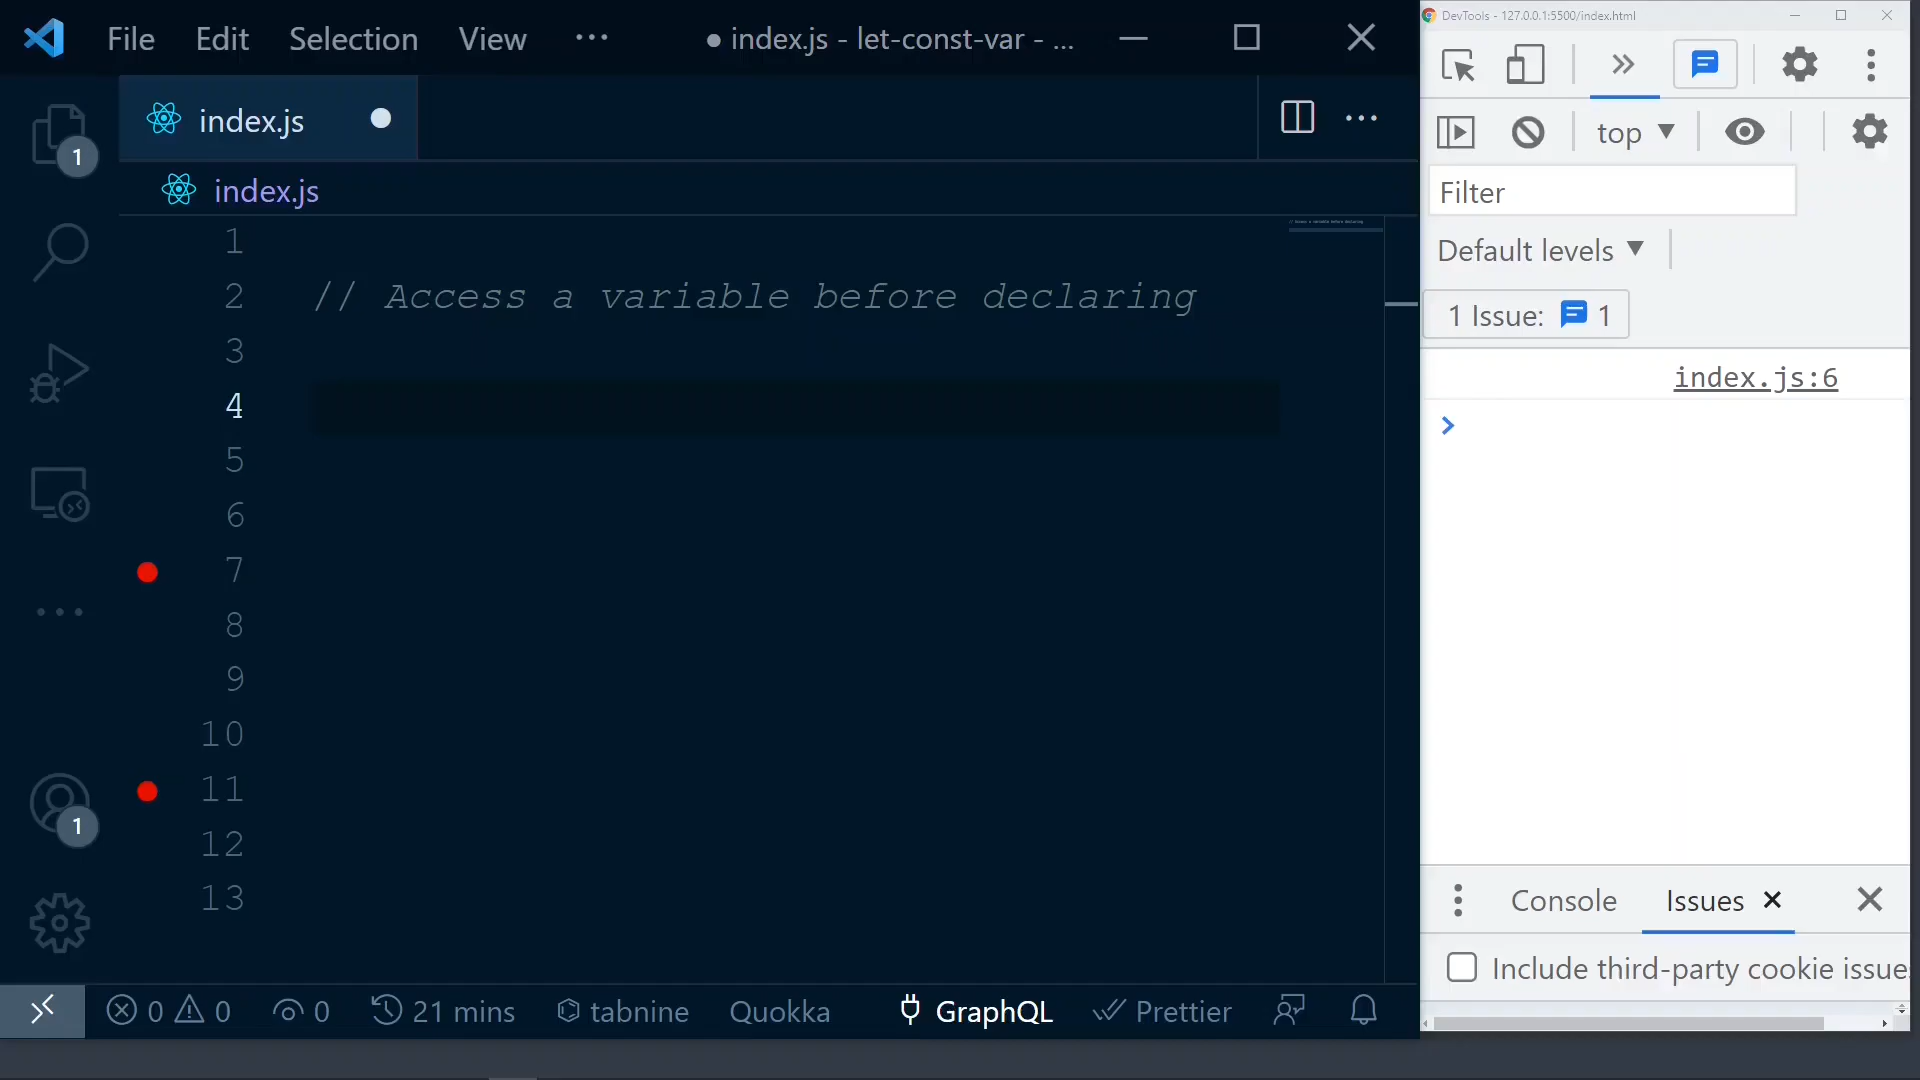 File Edit Selection View ··· ● index.js - let-const-var - ...
index.js
index.js
1
2 // Access a variable before declaring
3
4
5
6
7
8
9
10
11
12
13
1
1
0 0 0 21 mins tabnine Quokka GraphQL Prettier
DevTools - 127.0.0.1:5500/index.html
top
Filter
Default levels
1 Issue: 1
index.js:6
Console Issues
Include third-party cookie issue